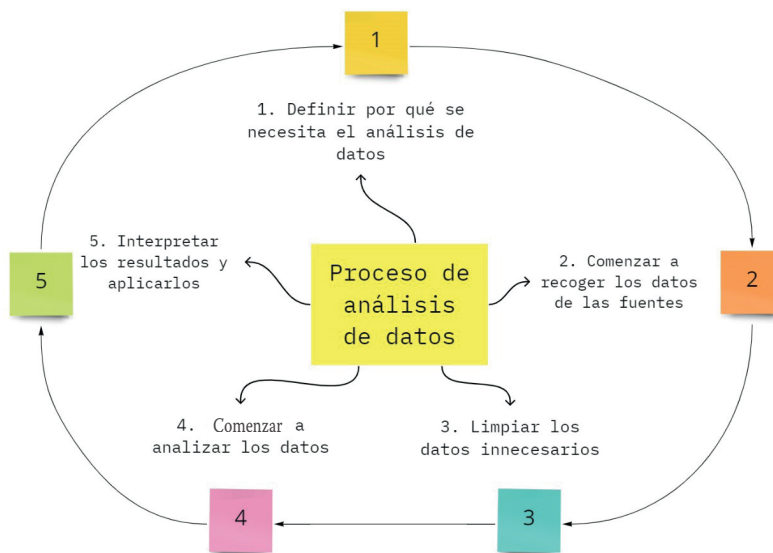 1
1. Definir por qué se
necesita el análisis de
datos
5. Interpretar
los resultados y
aplicarlos
5
Proceso de
análisis
de datos
2. Comenzar a
recoger los datos
de las fuentes
2
4. Comenzar a
analizar los datos
3. Limpiar los
datos innecesarios
4
3